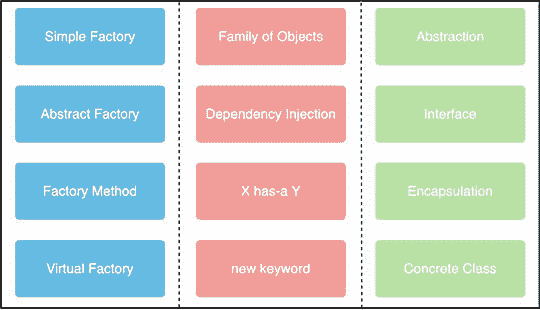 Simple Factory
Family of Objects
Abstraction
Abstract Factory
Dependency Injection
Interface
Factory Method
X has-a Y
Encapsulation
Virtual Factory
new keyword
Concrete Class